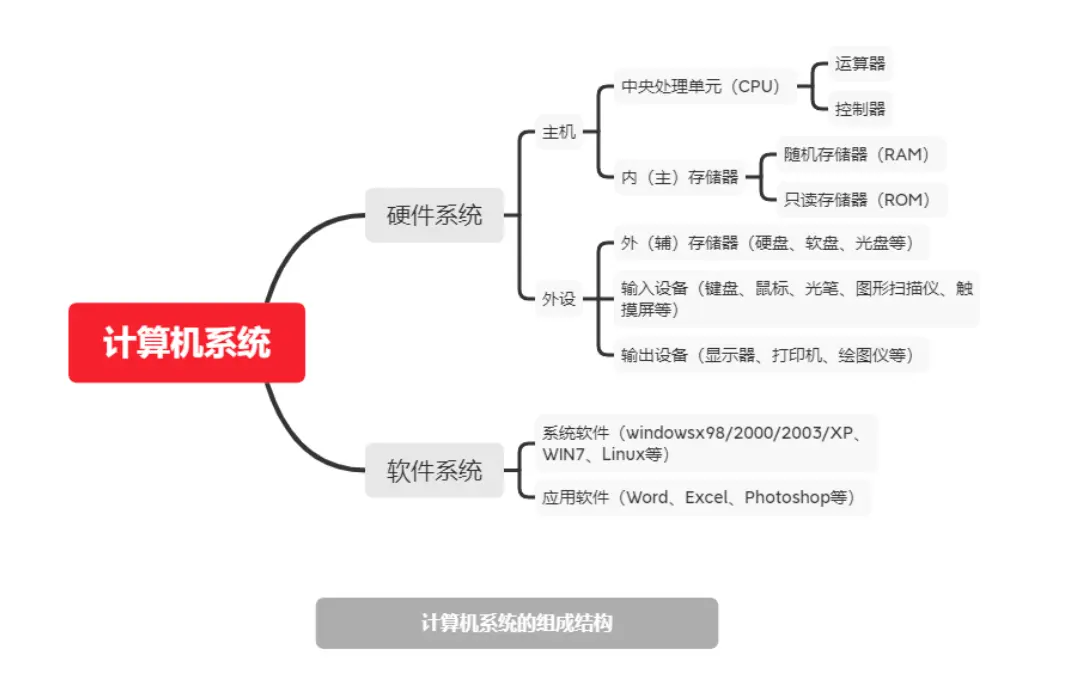 计算机系统
硬件系统
主机
中央处理单元（CPU）
运算器
控制器
内（主）存储器
随机存储器（RAM）
只读存储器（ROM）
外设
外（辅）存储器（硬盘、软盘、光盘等）
输入设备（键盘、鼠标、光笔、图形扫描仪、触
摸屏等）
输出设备（显示器、打印机、绘图仪等）
软件系统
系统软件（windowsx98/2000/2003/XP、
WIN7、Linux等）
应用软件（Word、Excel、Photoshop等）
计算机系统的组成结构